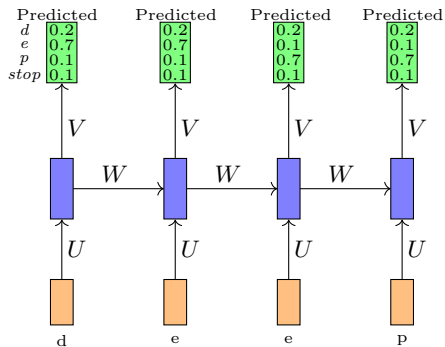 Predicted Predicted Predicted Predicted
d 0.2 0.2 0.2 0.2
e 0.7 0.7 0.1 0.1
p 0.1 0.1 0.7 0.7
stop 0.1 0.1 0.1 0.1
V V V V
W W W
U U U U
d e e p